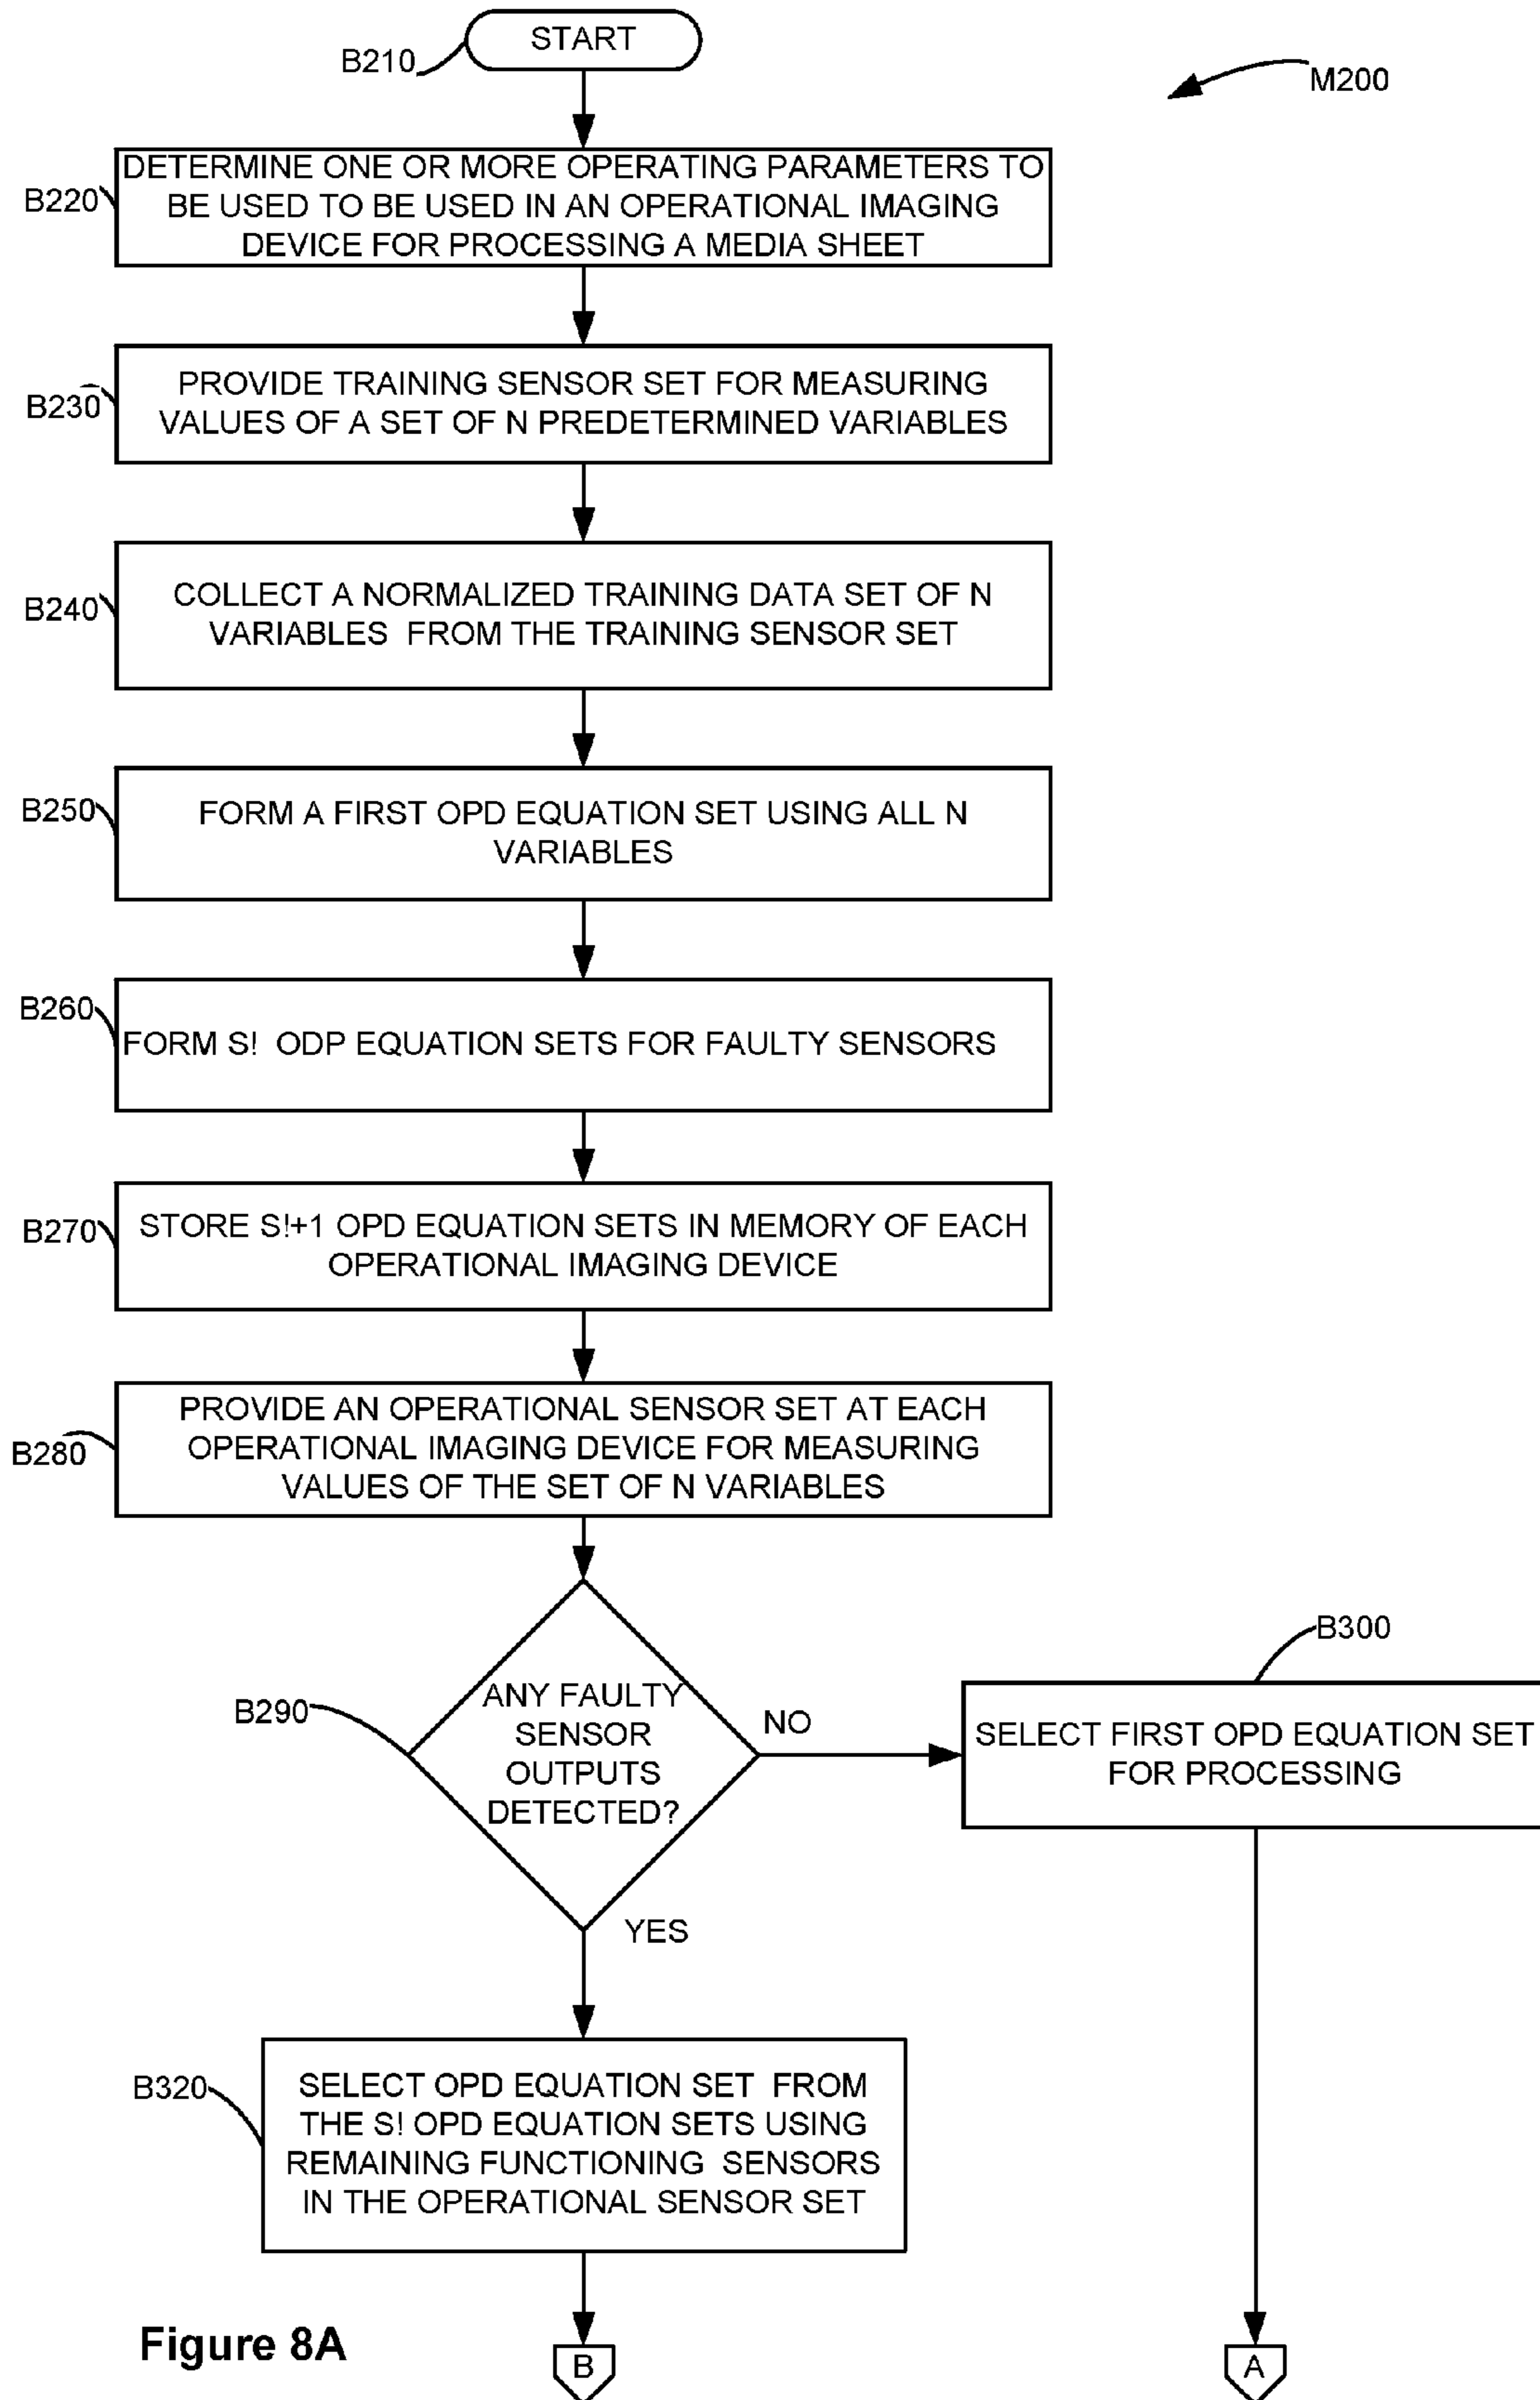 START
B210
M200
DETERMINE ONE OR MORE OPERATING PARAMETERS TO
BE USED TO BE USED IN AN OPERATIONAL IMAGING
DEVICE FOR PROCESSING A MEDIA SHEET
B220
PROVIDE TRAINING SENSOR SET FOR MEASURING
VALUES OF A SET OF N PREDETERMINED VARIABLES
B230
COLLECT A NORMALIZED TRAINING DATA SET OF N
VARIABLES FROM THE TRAINING SENSOR SET
B240
FORM A FIRST OPD EQUATION SET USING ALL N
VARIABLES
B250
B260
FORM S! ODP EQUATION SETS FOR FAULTY SENSORS
B270
STORE S!+1 OPD EQUATION SETS IN MEMORY OF EACH
OPERATIONAL IMAGING DEVICE
PROVIDE AN OPERATIONAL SENSOR SET AT EACH
OPERATIONAL IMAGING DEVICE FOR MEASURING
VALUES OF THE SET OF N VARIABLES
B280
B290
ANY FAULTY
SENSOR
OUTPUTS
DETECTED?
NO
B300
SELECT FIRST OPD EQUATION SET
FOR PROCESSING
YES
B320
SELECT OPD EQUATION SET FROM
THE S! OPD EQUATION SETS USING
REMAINING FUNCTIONING SENSORS
IN THE OPERATIONAL SENSOR SET
Figure 8A
B
A